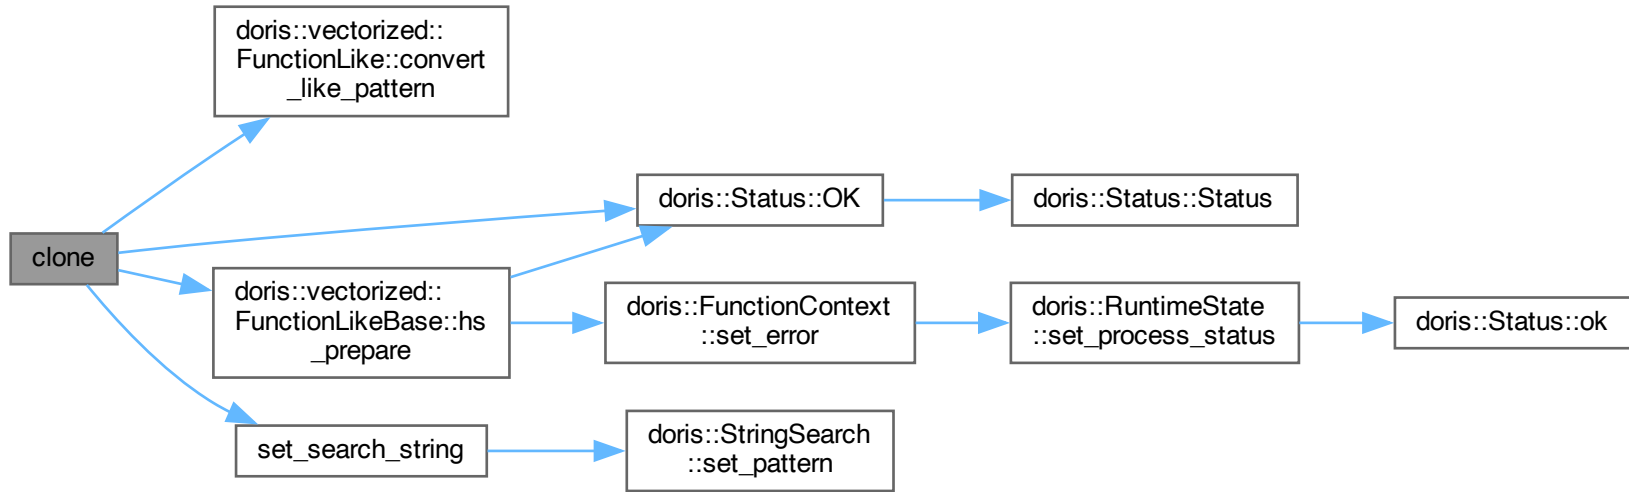 doris::vectorized::
FunctionLike::convert
_like_pattern
clone
doris::Status::OK
doris::Status::Status
doris::vectorized::
FunctionLikeBase::hs
_prepare
doris::FunctionContext
::set_error
doris::RuntimeState
::set_process_status
doris::Status::ok
set_search_string
doris::StringSearch
::set_pattern